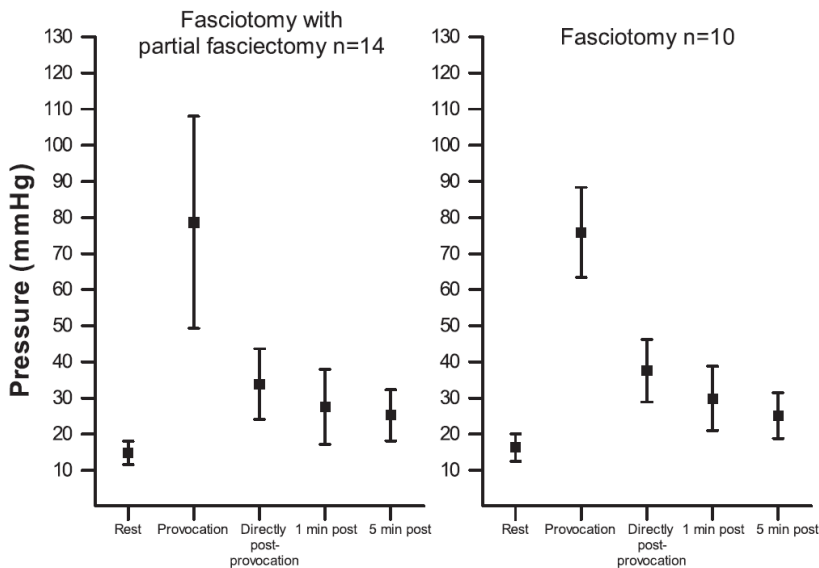 Fasciotomy with
partial fasciectomy n=14
Fasciotomy n=10
Pressure (mmHg)
130
120
110
100
90
80
70
60
50
40
30
20
10
Rest
Provocation
Directly
post-
provocation
1 min post
5 min post
130
120
110
100
90
80
70
60
50
40
30
20
10
Rest
Provocation
Directly
post-
provocation
1 min post
5 min post